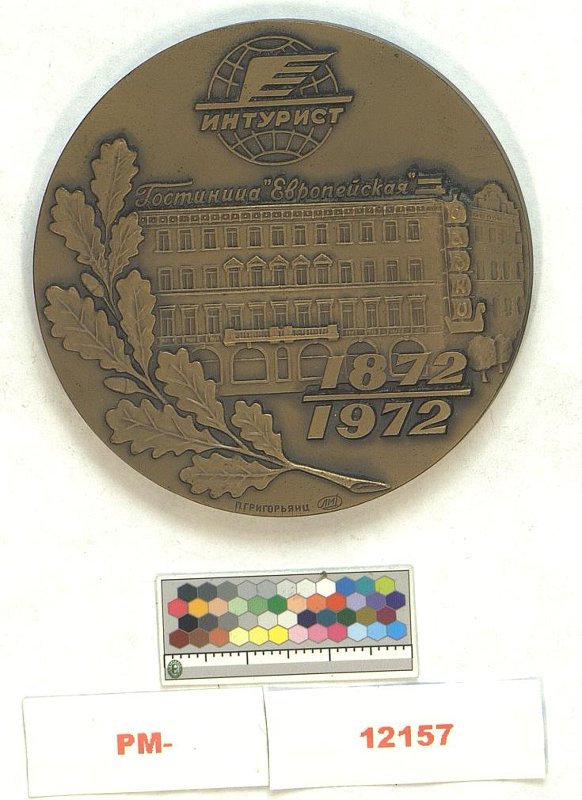 ИНТУРИСТ
Гостиница "Европейская"
1872
1972
П.ГРИГОРЬЯНЦ ЛМД
PM-
12157